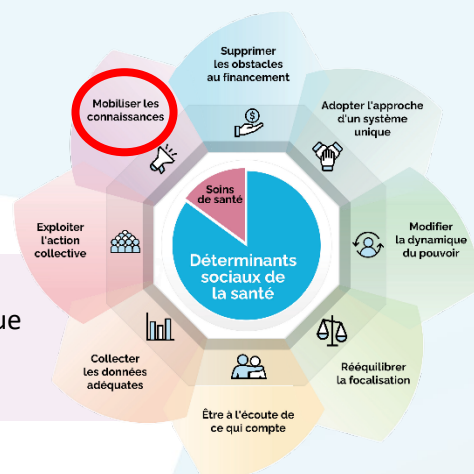 Supprimer
les obstacles
au financement
Mobiliser les
connaissances
Adopter l'approche
d'un système
unique
Soins
de santé
Exploiter
l'action
collective
Déterminants
sociaux de
la santé
Modifier
la dynamique
du pouvoir
ue
Collecter
les données
adéquates
Rééquilibrer
la focalisation
Être à l'écoute de
ce qui compte